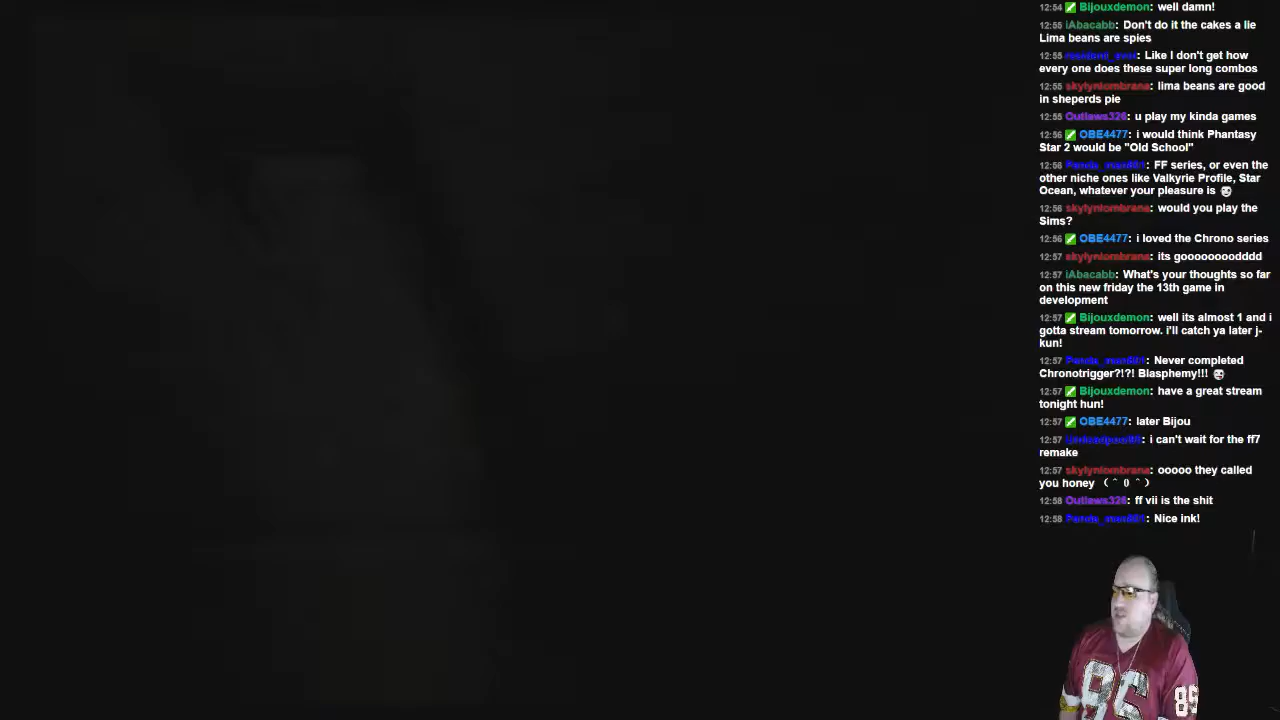 12:54 Bijouxdemon: well damn!
12:55 iAbacabb: Don't do it the cakes a lie
Lima beans are spies
12:55 : Like I don't get how
every one does these super long combos
12:55 skylynlombrana: lima beans are good
in sheperds pie
12:55 Outlaws326: u play my kinda games
12:56 OBE4477: i would think Phantasy
Star 2 would be "Old School"
12:56 : FF series, or even the
other niche ones like Valkyrie Profile, Star
Ocean, whatever your pleasure is
12:56 skylynlombrana: would you play the
Sims?
12:56 OBE4477: i loved the Chrono series
12:57 skylynlombrana: its gooooooodddd
12:57 iAbacabb: What's your thoughts so far
on this new friday the 13th game in
development
12:57 Bijouxdemon: well its almost 1 and i
gotta stream tomorrow. i'll catch ya later j-
kun!
12:57 : Never completed
Chronotrigger?!?! Blasphemy!!!
12:57 Bijouxdemon: have a great stream
tonight hun!
12:57 OBE4477: later Bijou
12:57 : i can't wait for the ff7
remake
12:57 skylynlombrana: ooooo they called
you honey ( ˆ 0 ˆ )
12:58 Outlaws326: ff vii is the shit
12:58 : Nice ink!
86